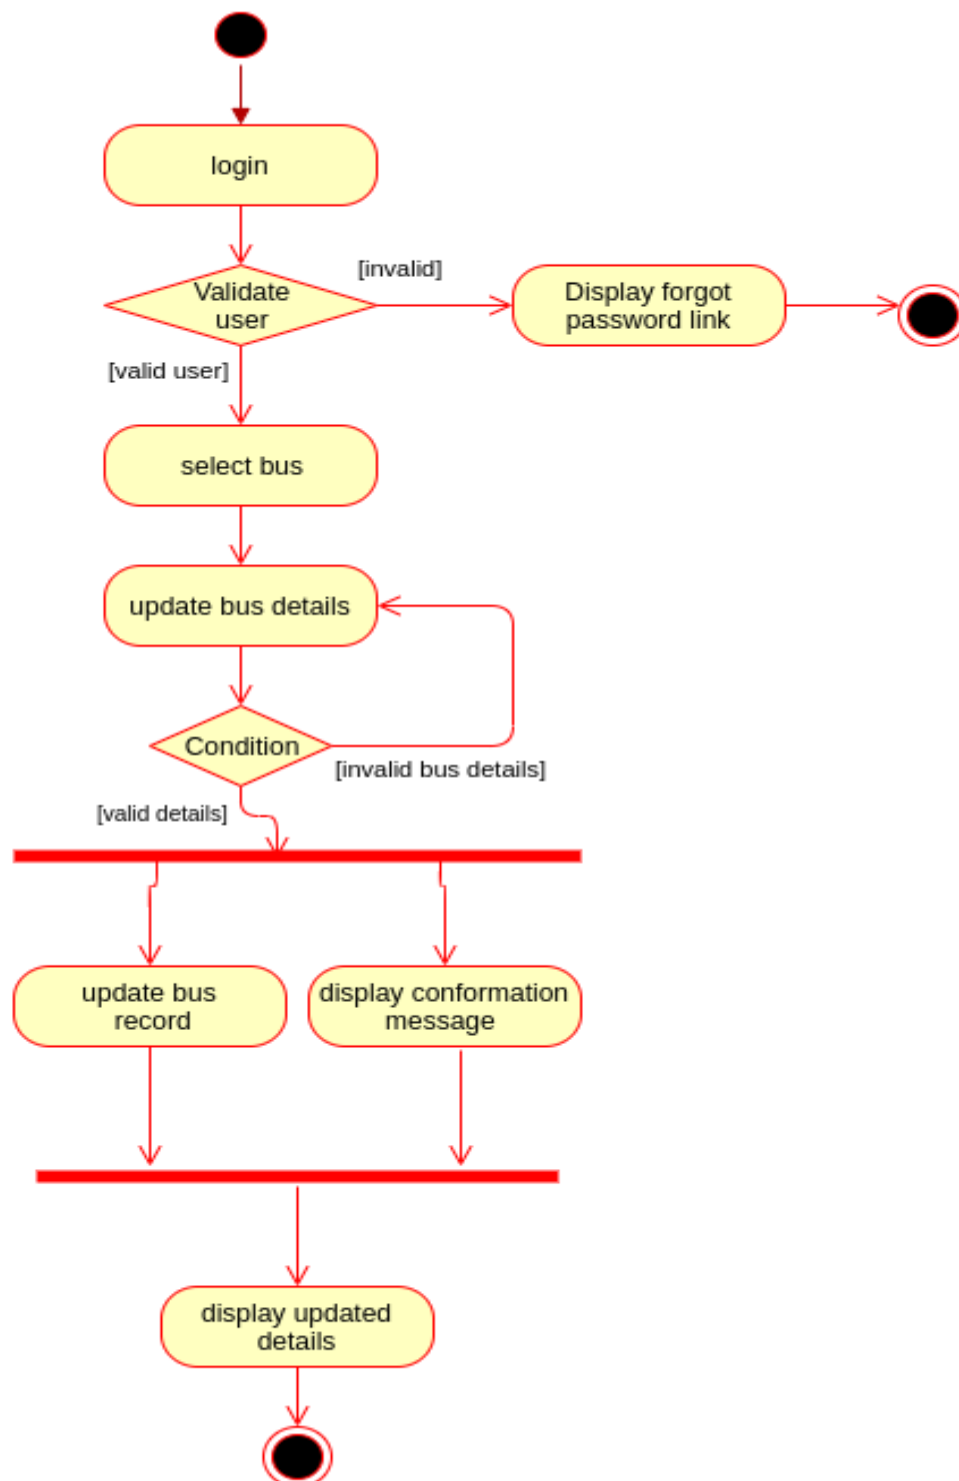 login
[invalid]
Validate
user
Display forgot
password link
[valid user]
select bus
update bus details
Condition
[invalid bus details]
[valid details]
update bus
record
display conformation
message
display updated
details